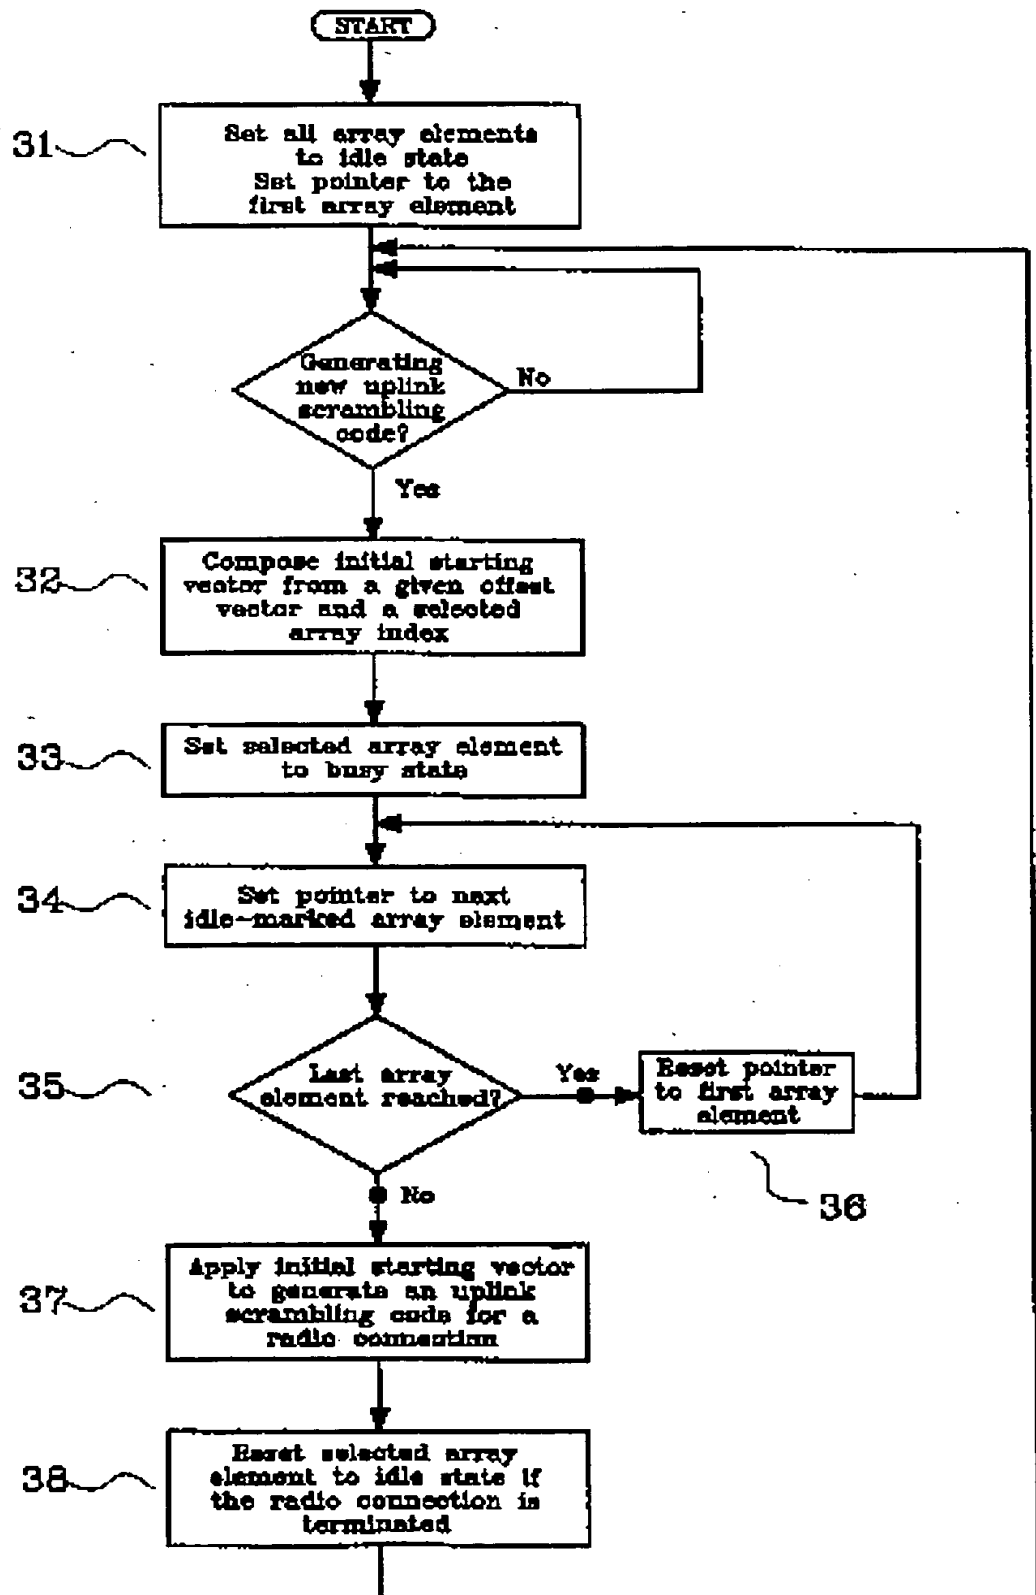 START
31
Set all array elements
to idle state
Set pointer to the
first array element
Generating
new uplink
scrambling
code?
No
Yes
32
Compose initial starting
vector from a given offset
vector and a selected
array index
33
Set selected array element
to busy state
34
Set pointer to next
idle-marked array element
35
Last array
element reached?
Yes
Reset pointer
to first array
element
36
No
37
Apply initial starting vector
to generate an uplink
scrambling code for a
radio connection
38
Reset selected array
element to idle state if
the radio connection is
terminated